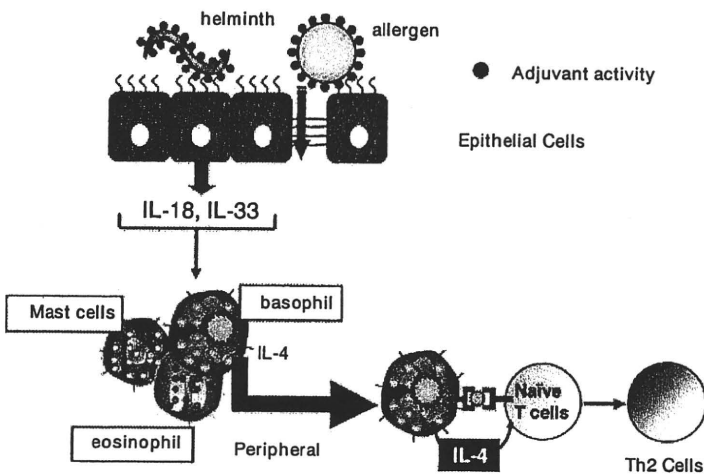 helminth
allergen
Adjuvant activity
Epithelial Cells
IL-18, IL-33
Mast cells
basophil
IL-4
eosinophil
Peripheral
Naïve
T cells
IL-4
Th2 Cells